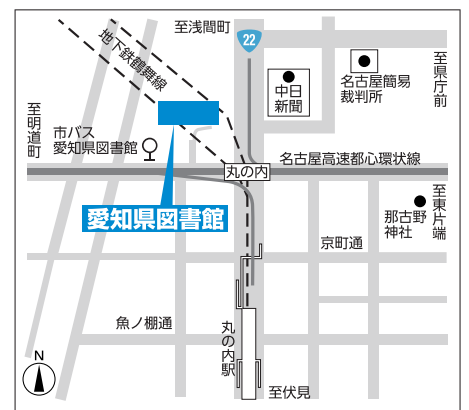 至浅間町
22
地下鉄鶴舞線
中日
新聞
名古屋簡易
裁判所
至県庁前
至明道町
市バス
愛知県図書館
丸の内
名古屋高速都心環状線
愛知県図書館
那古野
神社
至東片端
京町通
魚ノ棚通
丸の内駅
至伏見
N